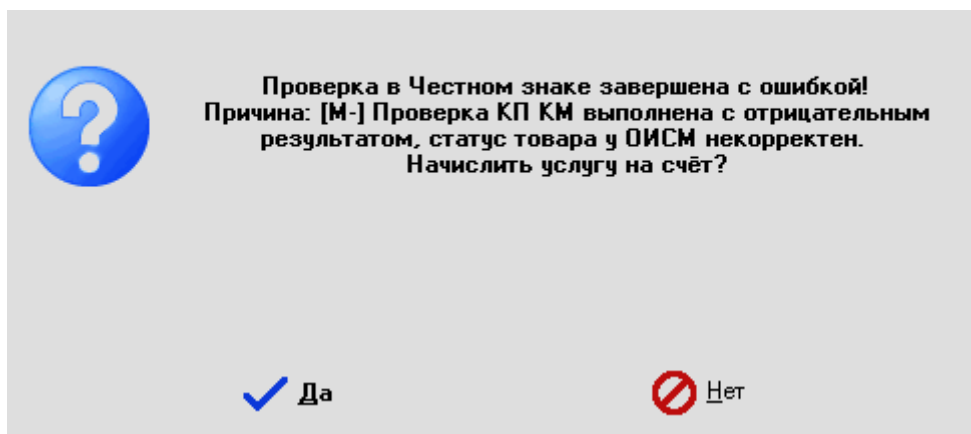 Проверка в Честном знаке завершена с ошибкой!
Причина: [М-] Проверка КП КМ выполнена с отрицательным
результатом, статус товара у ОИСМ некорректен.
Начислить услугу на счёт?
Да
Нет